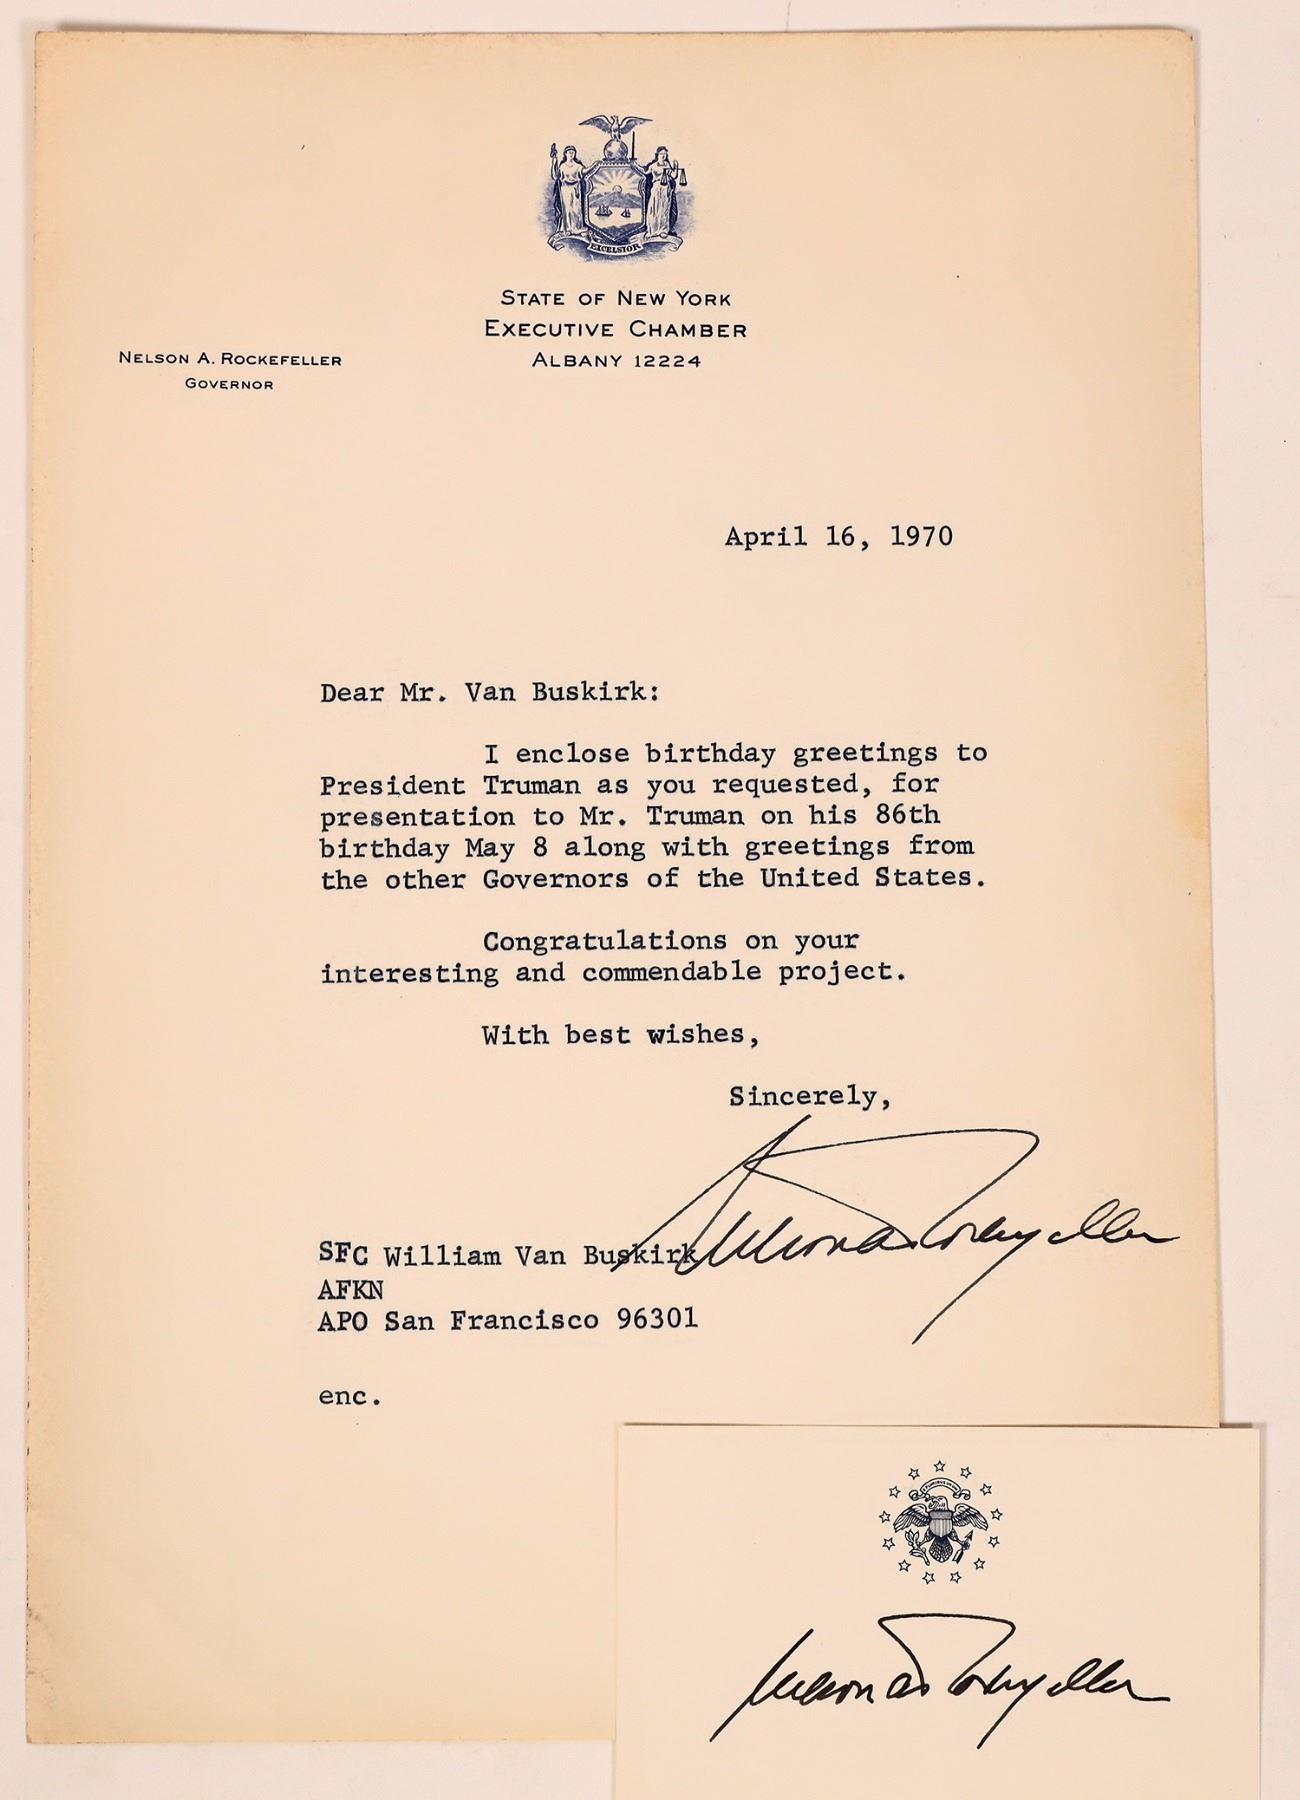 EXCELSIOR
STATE OF NEW YORK
EXECUTIVE CHAMBER
ALBANY 12224
NELSON A. ROCKEFELLER
GOVERNOR
April 16, 1970
Dear Mr. Van Buskirk:
I enclose birthday greetings to
President Truman as you requested, for
presentation to Mr. Truman on his 86th
birthday May 8 along with greetings from
the other Governors of the United States.
Congratulations on your
interesting and commendable project.
With best wishes,
Sincerely,
Nelson A Rockefeller
SFC William Van Buskirk
AFKN
APO San Francisco 96301
enc.
Nelson A Rockefeller